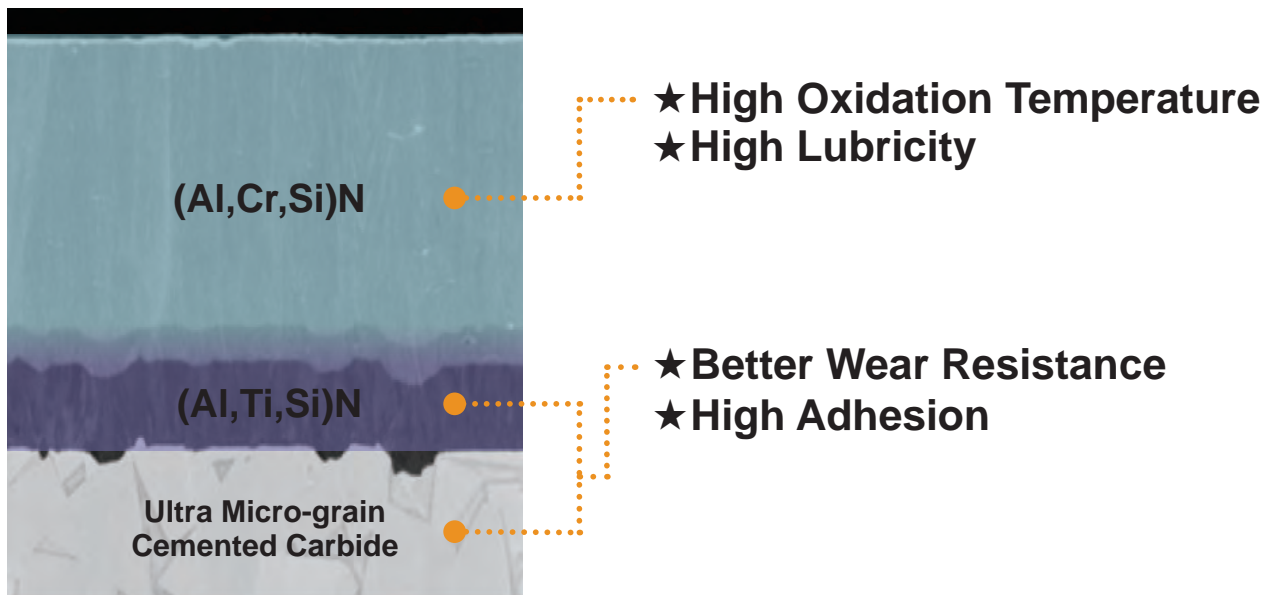 (Al,Cr,Si)N
★High Oxidation Temperature
★High Lubricity
(Al,Ti,Si)N
★Better Wear Resistance
★High Adhesion
Ultra Micro-grain
Cemented Carbide